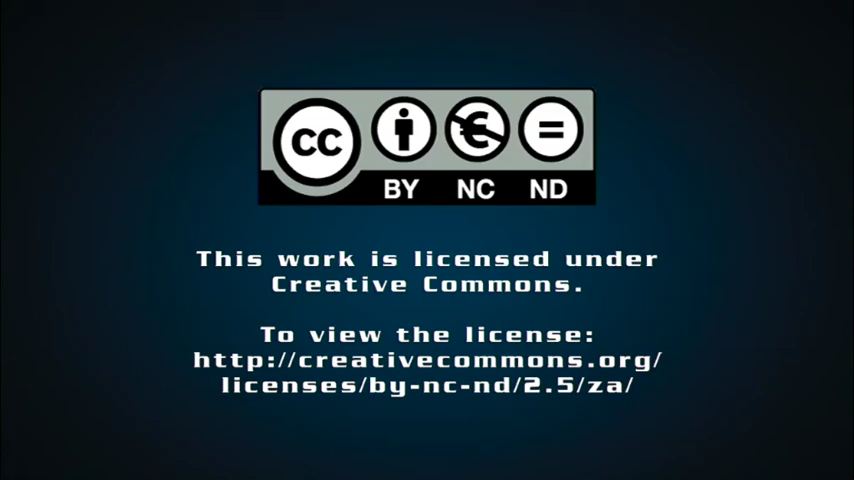 CC
BY NC ND
This work is licensed under
Creative Commons.
To view the license:
http://creativecommons.org/
licenses/by-nc-nd/2.5/za/